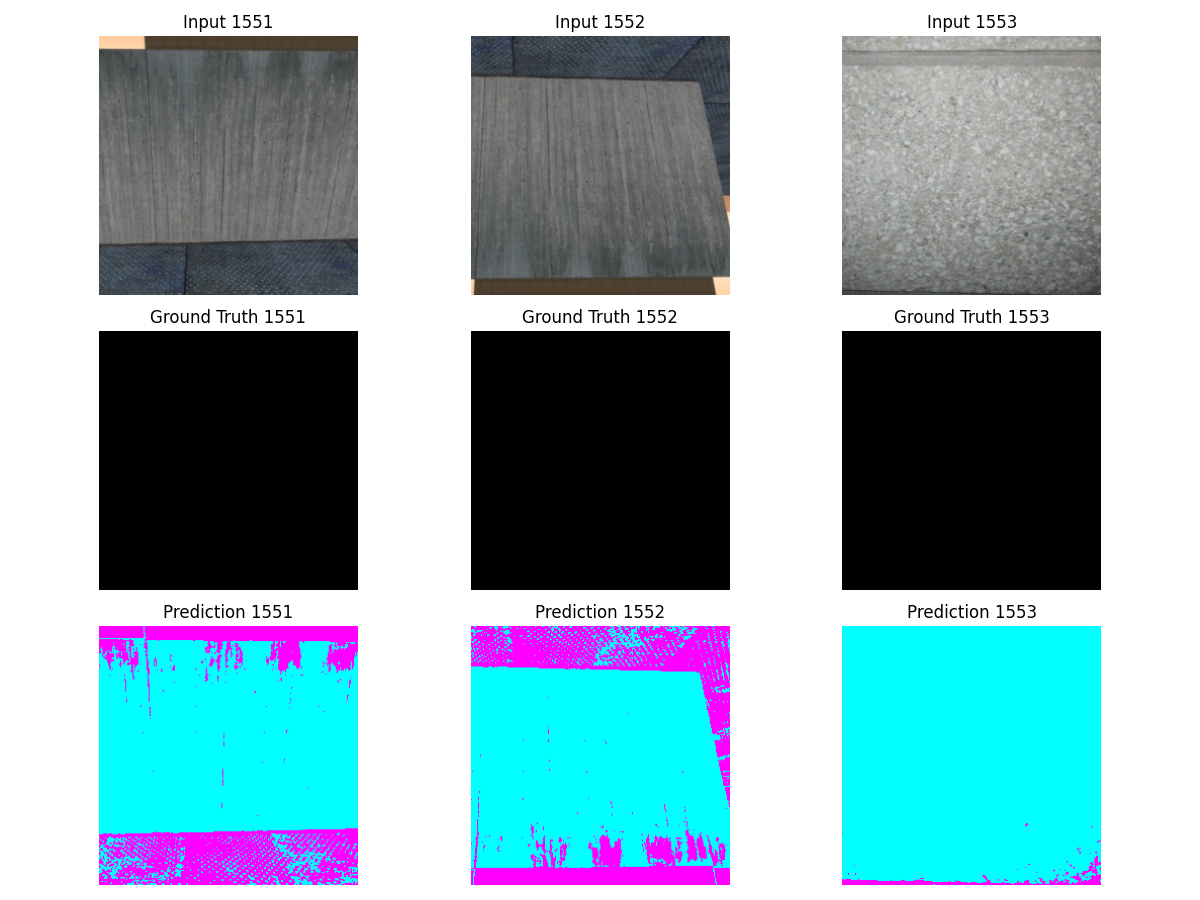 Input 1551
Input 1552
Input 1553
Ground Truth 1551
Ground Truth 1552
Ground Truth 1553
Prediction 1551
Prediction 1552
Prediction 1553